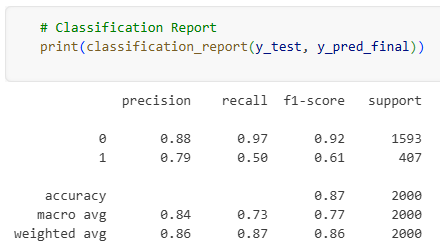 # Classification Report
print(classification_report(y_test, y_pred_final))
precision recall f1-score support
0 0.88 0.97 0.92 1593
1 0.79 0.50 0.61 407
accuracy 0.87 2000
macro avg 0.84 0.73 0.77 2000
weighted avg 0.86 0.87 0.86 2000